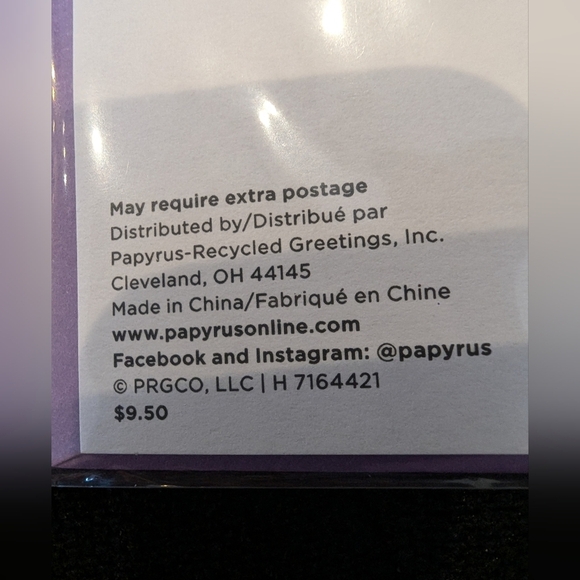 May require extra postage
Distributed by/Distribué par
Papyrus-Recycled Greetings, Inc.
Cleveland, OH 44145
Made in China/Fabriqué en Chine
www.papyrusonline.com
Facebook and Instagram: @papyrus
© PRGCO, LLC | H 7164421
$9.50